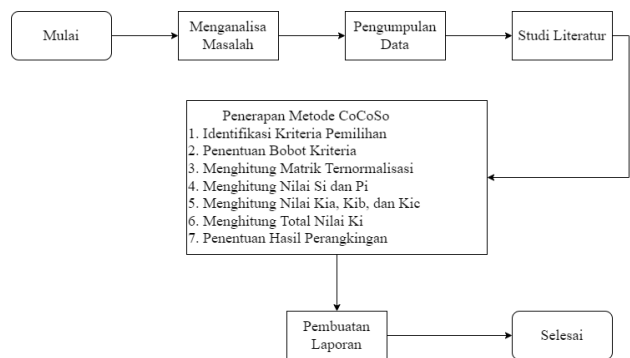 Mulai
Menganalisa
Masalah
Pengumpulan
Data
Studi Literatur
Penerapan Metode CoCoSo
1. Identifikasi Kriteria Pemilihan
2. Penentuan Bobot Kriteria
3. Menghitung Matrik Ternormalisasi
4. Menghitung Nilai Si dan Pi
5. Menghitung Nilai Kia, Kib, dan Kic
6. Menghitung Total Nilai Ki
7. Penentuan Hasil Perangkingan
Pembuatan
Laporan
Selesai